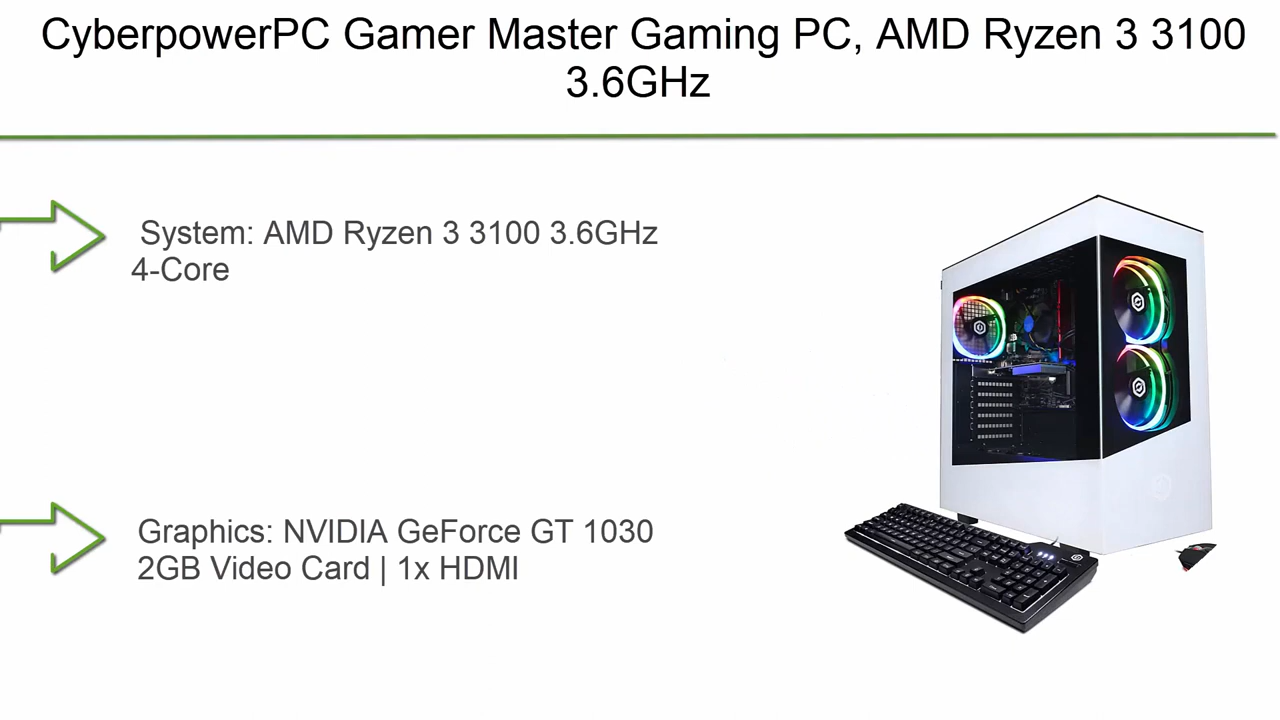 CyberpowerPC Gamer Master Gaming PC, AMD Ryzen 3 3100
3.6GHz
System: AMD Ryzen 3 3100 3.6GHz
4-Core
Graphics: NVIDIA GeForce GT 1030
2GB Video Card | 1x HDMI